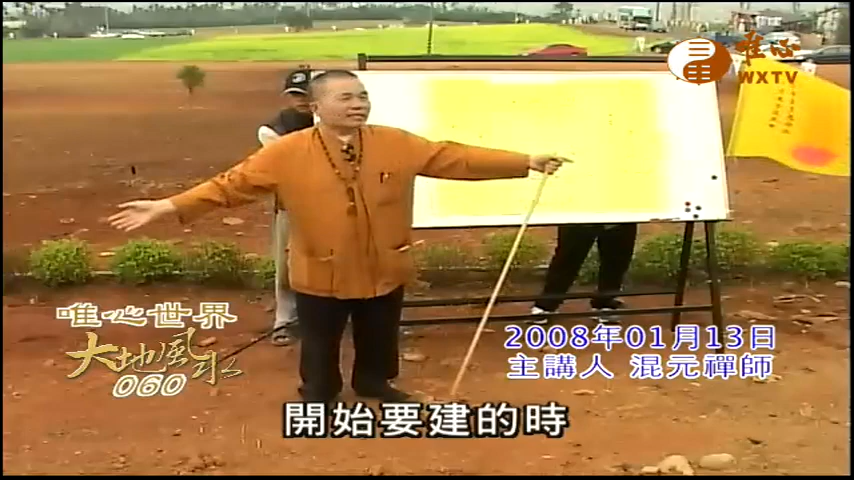 唯心
WXTV
唯心世界
大地風水
060
2008年01月13日
主講人 混元禪師
開始要建的時